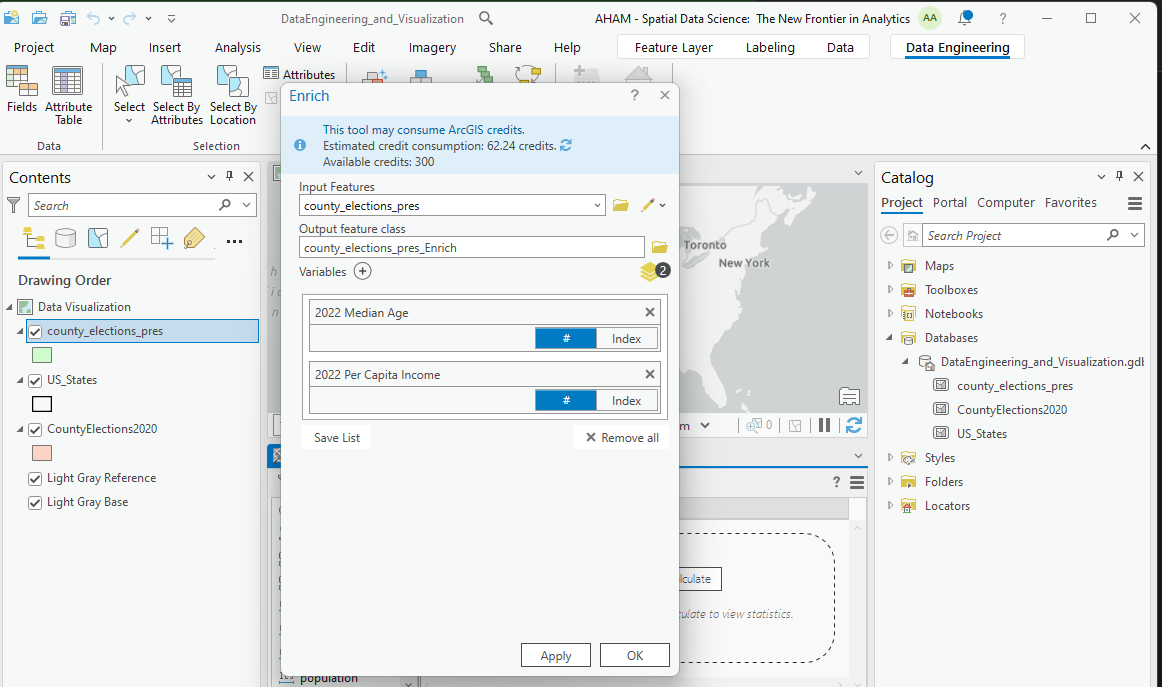 DataEngineering_and_Visualization
AHAM - Spatial Data Science: The New Frontier in Analytics
AA
?
Project Map Insert Analysis View Edit Imagery Share Help Feature Layer Labeling Data Data Engineering
Fields
Attribute Table
Data
Select
Select By Attributes
Select By Location
Attributes
Selection
Contents
Search
Drawing Order
Data Visualization
county_elections_pres
US_States
CountyElections2020
Light Gray Reference
Light Gray Base
Enrich
?
This tool may consume ArcGIS credits.
Estimated credit consumption: 62.24 credits.
Available credits: 300
Input Features
county_elections_pres
Output feature class
county_elections_pres_Enrich
Variables
2
2022 Median Age
# Index
2022 Per Capita Income
# Index
Save List
Remove all
Apply
OK
population
Toronto
New York
m
0
?
culate to view statistics.
Catalog
Project Portal Computer Favorites
Search Project
Maps
Toolboxes
Notebooks
Databases
DataEngineering_and_Visualization.gdb
county_elections_pres
CountyElections2020
US_States
Styles
Folders
Locators